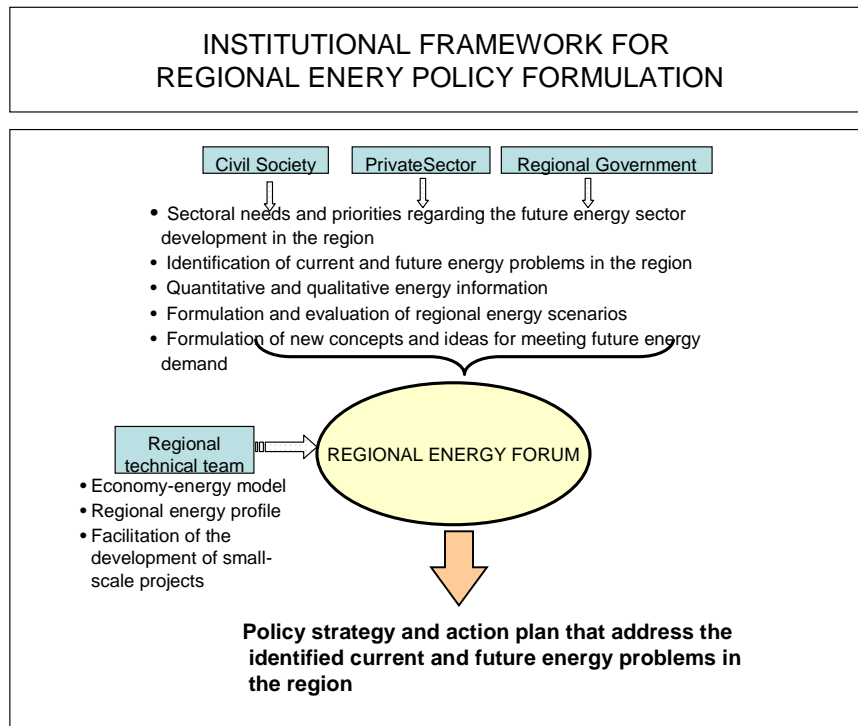 INSTITUTIONAL FRAMEWORK FOR
REGIONAL ENERY POLICY FORMULATION
Civil Society
PrivateSector
Regional Government
• Sectoral needs and priorities regarding the future energy sector
development in the region
• Identification of current and future energy problems in the region
• Quantitative and qualitative energy information
• Formulation and evaluation of regional energy scenarios
• Formulation of new concepts and ideas for meeting future energy
demand
Regional
technical team
• Economy-energy model
• Regional energy profile
• Facilitation of the
development of small-
scale projects
REGIONAL ENERGY FORUM
Policy strategy and action plan that address the
identified current and future energy problems in
the region